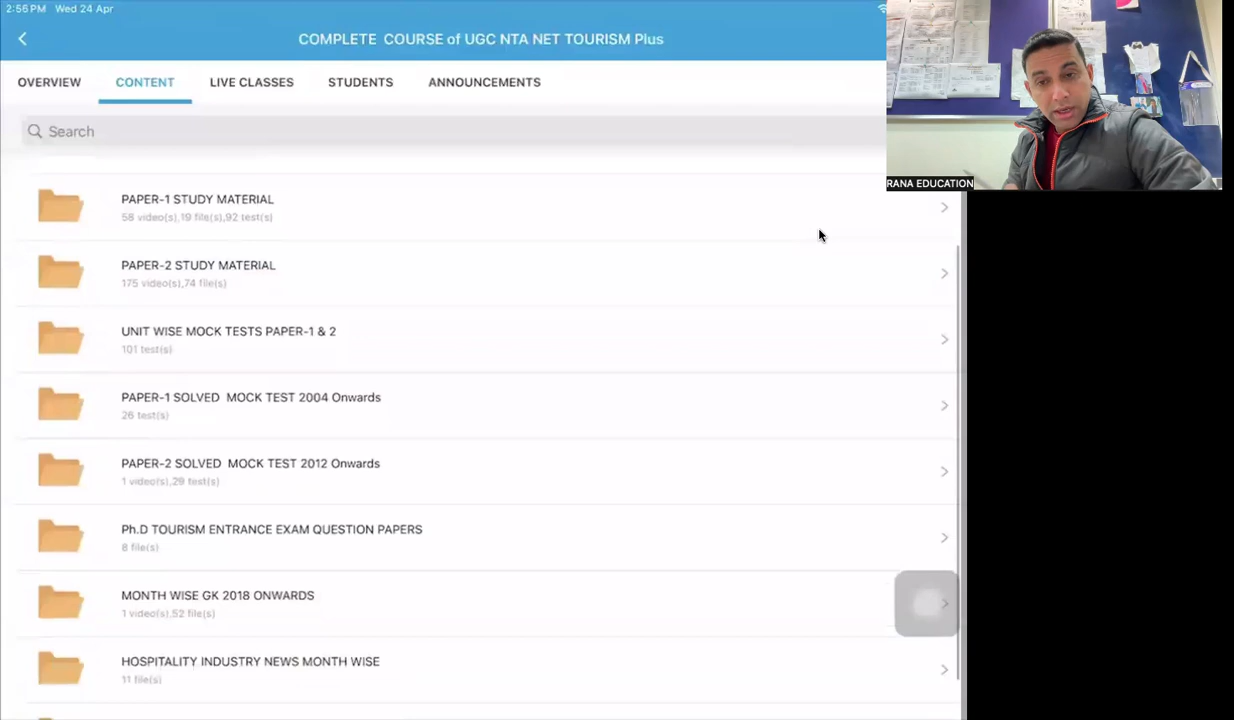 2:56 PM Wed 24 Apr
COMPLETE COURSE of UGC NTA NET TOURISM Plus
OVERVIEW CONTENT LIVE CLASSES STUDENTS ANNOUNCEMENTS
Search
RANA EDUCATION
PAPER-1 STUDY MATERIAL
58 video(s),19 file(s),92 test(s)
PAPER-2 STUDY MATERIAL
175 video(s),74 file(s)
UNIT WISE MOCK TESTS PAPER-1 & 2
101 test(s)
PAPER-1 SOLVED MOCK TEST 2004 Onwards
26 test(s)
PAPER-2 SOLVED MOCK TEST 2012 Onwards
1 video(s),29 test(s)
Ph.D TOURISM ENTRANCE EXAM QUESTION PAPERS
8 file(s)
MONTH WISE GK 2018 ONWARDS
1 video(s),52 file(s)
HOSPITALITY INDUSTRY NEWS MONTH WISE
11 file(s)